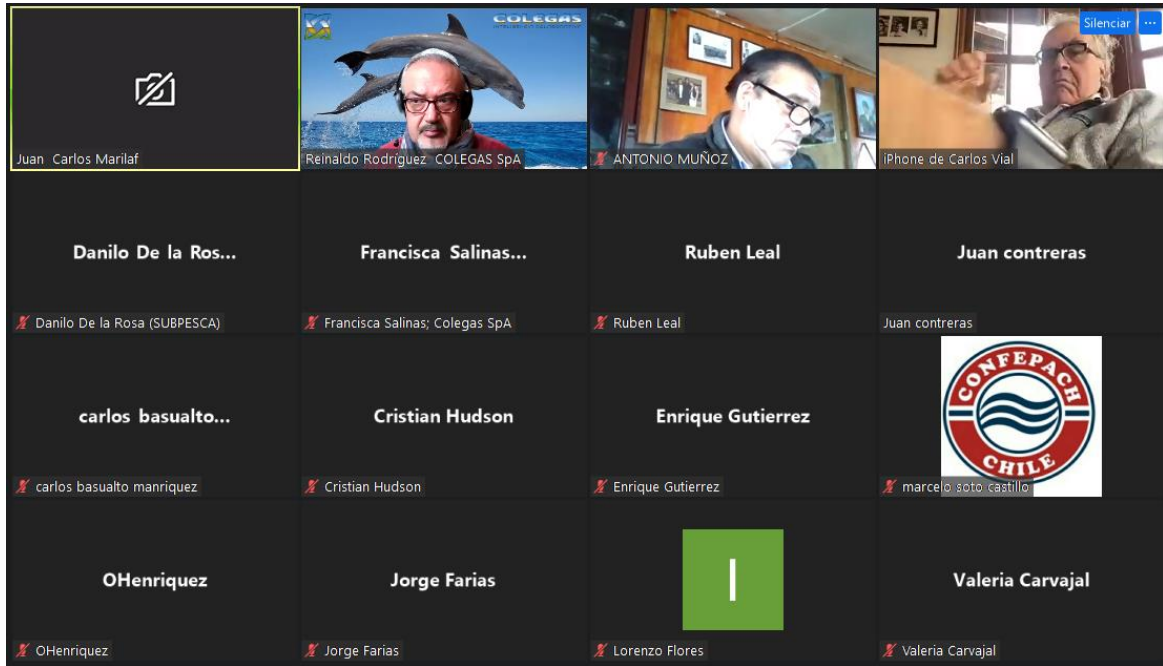 COLEGAS
Silenciar ...
Juan Carlos Marilaf
Reinaldo Rodríguez COLEGAS SpA
ANTONIO MUÑOZ
iPhone de Carlos Vial
Danilo De la Ros...
Francisca Salinas...
Ruben Leal
Juan contreras
Danilo De la Rosa (SUBPESCA)
Francisca Salinas; Colegas SpA
Ruben Leal
Juan contreras
carlos basualto...
Cristian Hudson
Enrique Gutierrez
CONFEPACH
CHILE
carlos basualto manriquez
Cristian Hudson
Enrique Gutierrez
marcelo soto castillo
OHenriquez
Jorge Farias
l
Valeria Carvajal
OHenriquez
Jorge Farias
Lorenzo Flores
Valeria Carvajal